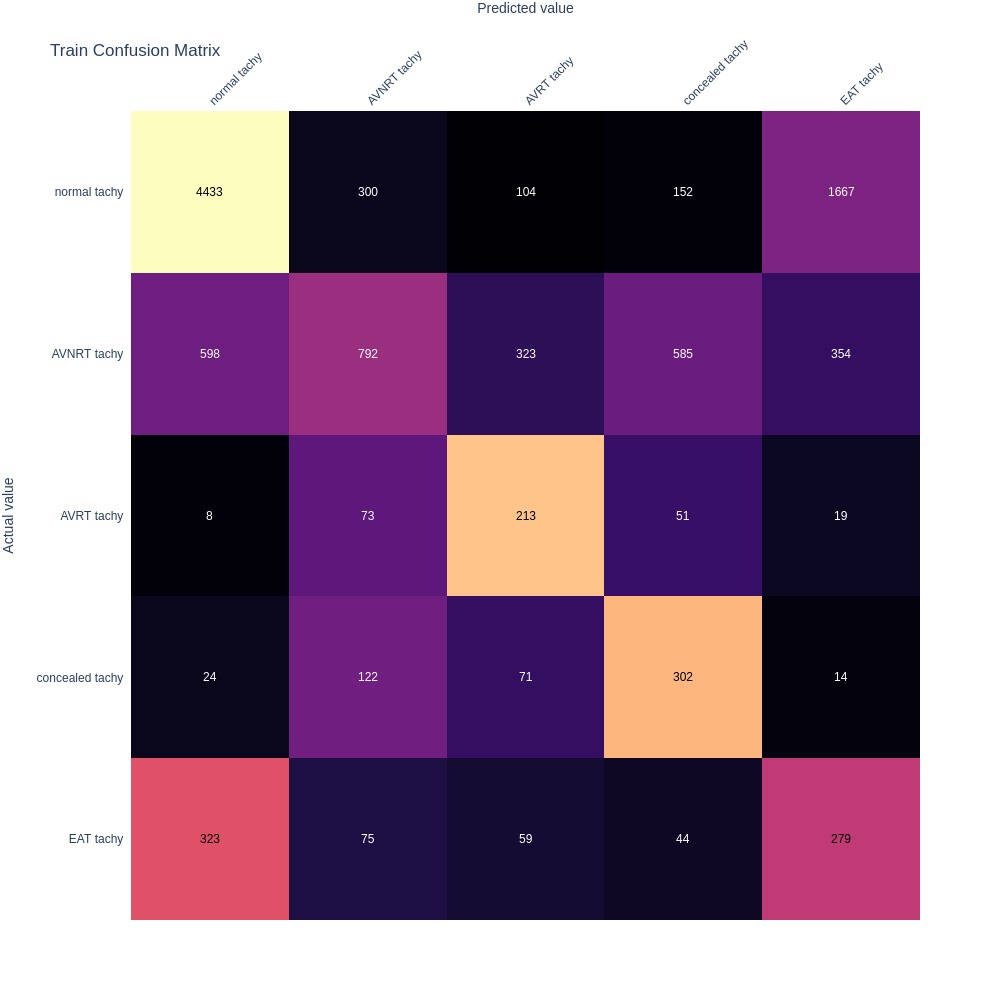 Predicted value
Train Confusion Matrix
normal tachy AVNRT tachy AVRT tachy concealed tachy EAT tachy
normal tachy 4433 300 104 152 1667
AVNRT tachy 598 792 323 585 354
Actual value
AVRT tachy 8 73 213 51 19
concealed tachy 24 122 71 302 14
EAT tachy 323 75 59 44 279